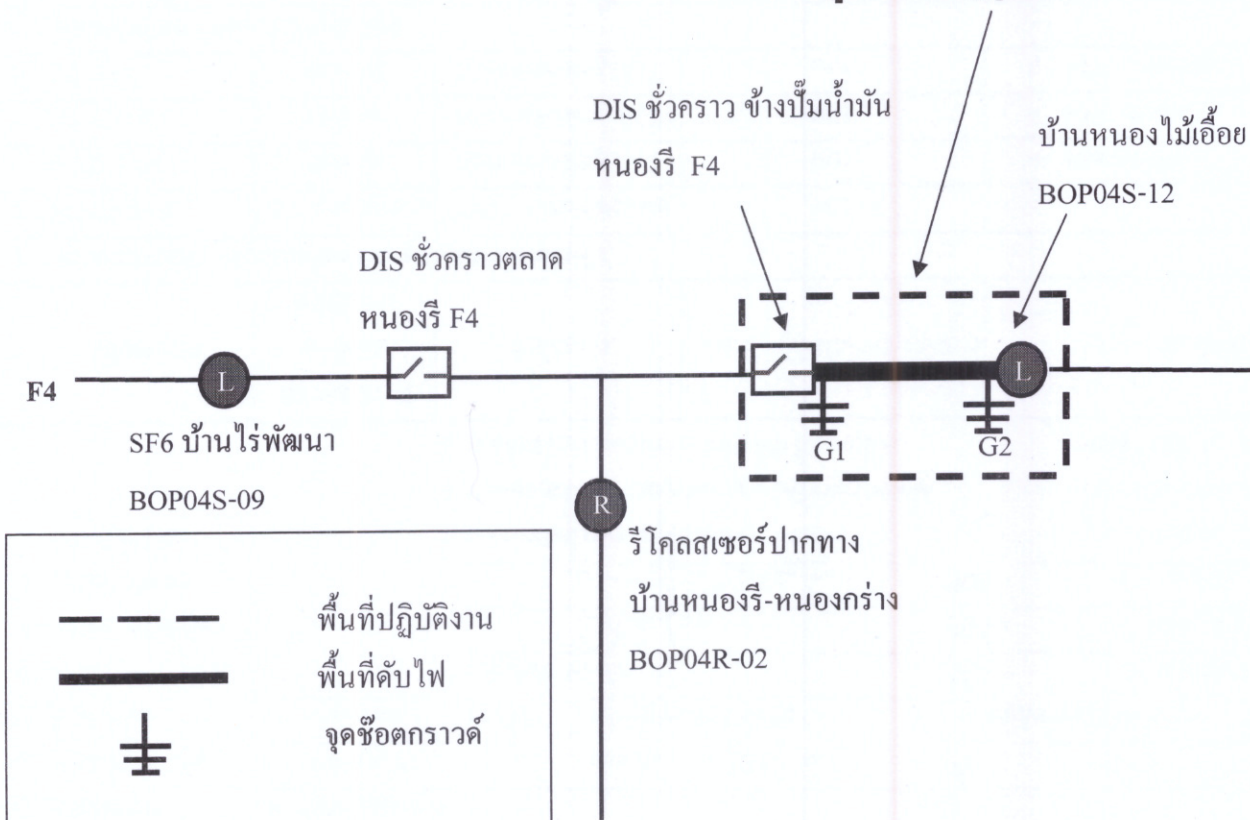 DIS ชั่วคราว ข้างปั๊มน้ำมัน
หนองรี F4
บ้านหนองไม้เอื้อย
BOP04S-12
DIS ชั่วคราวตลาด
หนองรี F4
F4
L
L
G1
G2
SF6 บ้านไร่พัฒนา
BOP04S-09
R
รีโคลสเซอร์ปากทาง
บ้านหนองรี-หนองกร่าง
BOP04R-02
พื้นที่ปฏิบัติงาน
พื้นที่ดับไฟ
จุดช๊อตกราวด์